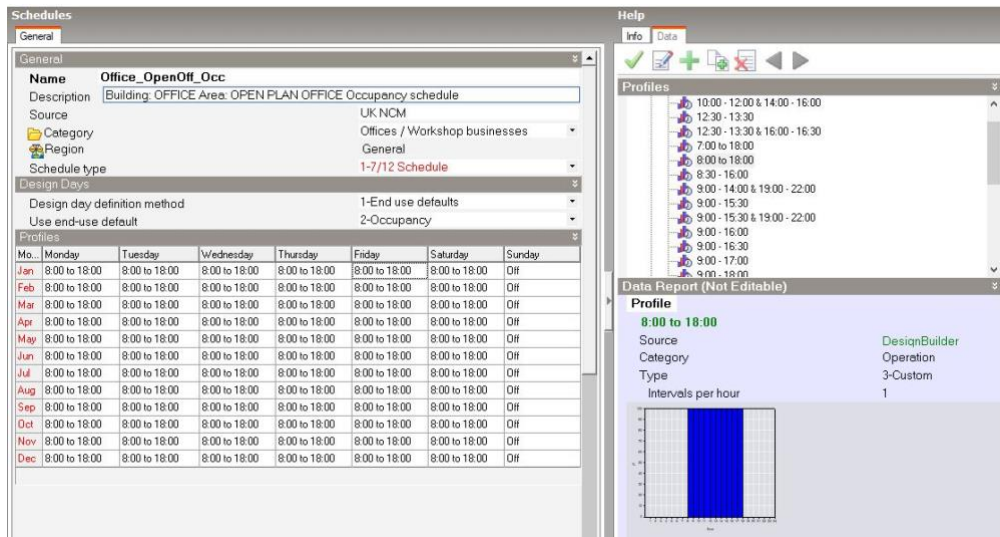 Schedules
General
General
Name Office_OpenOff_Occ
Description Building: OFFICE Area: OPEN PLAN OFFICE Occupancy schedule
Source UK NCM
Category Offices / Workshop businesses
Region General
Schedule type 1-7/12 Schedule
Design Days
Design day definition method 1-End use defaults
Use end-use default 2-Occupancy
Profiles
Mo... Monday Tuesday Wednesday Thursday Friday Saturday Sunday
Jan 8:00 to 18:00 8:00 to 18:00 8:00 to 18:00 8:00 to 18:00 8:00 to 18:00 8:00 to 18:00 Off
Feb 8:00 to 18:00 8:00 to 18:00 8:00 to 18:00 8:00 to 18:00 8:00 to 18:00 8:00 to 18:00 Off
Mar 8:00 to 18:00 8:00 to 18:00 8:00 to 18:00 8:00 to 18:00 8:00 to 18:00 8:00 to 18:00 Off
Apr 8:00 to 18:00 8:00 to 18:00 8:00 to 18:00 8:00 to 18:00 8:00 to 18:00 8:00 to 18:00 Off
May 8:00 to 18:00 8:00 to 18:00 8:00 to 18:00 8:00 to 18:00 8:00 to 18:00 8:00 to 18:00 Off
Jun 8:00 to 18:00 8:00 to 18:00 8:00 to 18:00 8:00 to 18:00 8:00 to 18:00 8:00 to 18:00 Off
Jul 8:00 to 18:00 8:00 to 18:00 8:00 to 18:00 8:00 to 18:00 8:00 to 18:00 8:00 to 18:00 Off
Aug 8:00 to 18:00 8:00 to 18:00 8:00 to 18:00 8:00 to 18:00 8:00 to 18:00 8:00 to 18:00 Off
Sep 8:00 to 18:00 8:00 to 18:00 8:00 to 18:00 8:00 to 18:00 8:00 to 18:00 8:00 to 18:00 Off
Oct 8:00 to 18:00 8:00 to 18:00 8:00 to 18:00 8:00 to 18:00 8:00 to 18:00 8:00 to 18:00 Off
Nov 8:00 to 18:00 8:00 to 18:00 8:00 to 18:00 8:00 to 18:00 8:00 to 18:00 8:00 to 18:00 Off
Dec 8:00 to 18:00 8:00 to 18:00 8:00 to 18:00 8:00 to 18:00 8:00 to 18:00 8:00 to 18:00 Off
Help
Info Data
Profiles
10:00 - 12:00 & 14:00 - 16:00
12:30 - 13:30
12:30 - 13:30 & 16:00 - 16:30
7:00 to 18:00
8:00 to 18:00
8:30 - 16:00
9:00 - 14:00 & 19:00 - 22:00
9:00 - 15:30
9:00 - 15:30 & 19:00 - 22:00
9:00 - 16:00
9:00 - 16:30
9:00 - 17:00
9:00 - 18:00
Data Report (Not Editable)
Profile
8:00 to 18:00
Source DesignBuilder
Category Operation
Type 3-Custom
Intervals per hour 1